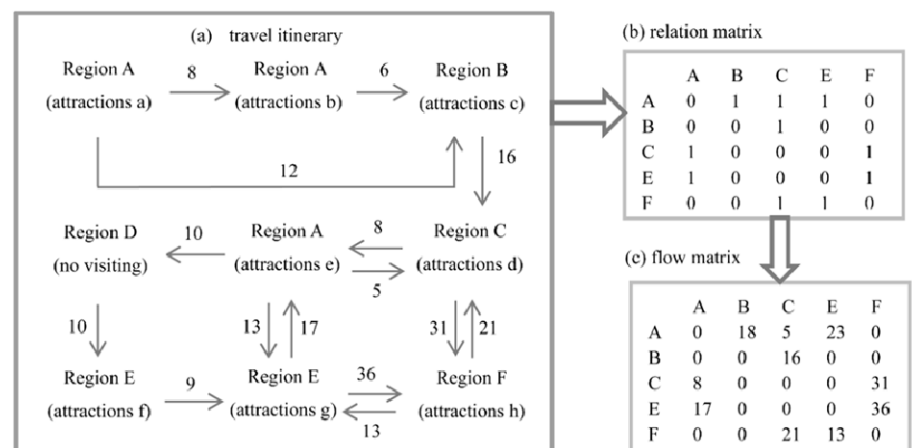 (a) travel itinerary
Region A 8 Region A 6 Region B
(attractions a) (attractions b) (attractions c)
12 16
Region D 10 Region A 8 Region C
(no visiting) (attractions e) (attractions d)
5
10 13 17 31 21
Region E 9 Region E 36 Region F
(attractions f) (attractions g) (attractions h)
13
(b) relation matrix
A B C E F
A 0 1 1 1 0
B 0 0 1 0 0
C 1 0 0 0 1
E 1 0 0 0 1
F 0 0 1 1 0
(c) flow matrix
A B C E F
A 0 18 5 23 0
B 0 0 16 0 0
C 8 0 0 0 31
E 17 0 0 0 36
F 0 0 21 13 0